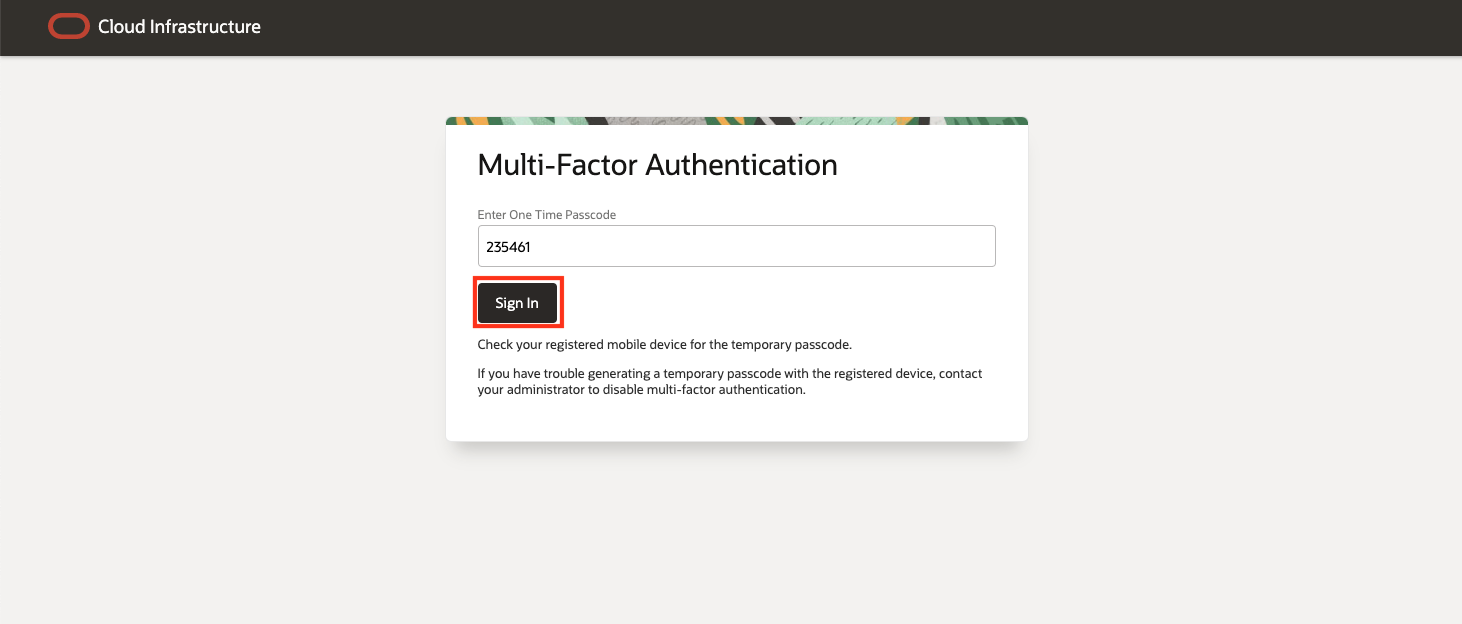 Cloud Infrastructure
Multi-Factor Authentication
Enter One Time Passcode
235461
Sign In
Check your registered mobile device for the temporary passcode.
If you have trouble generating a temporary passcode with the registered device, contact
your administrator to disable multi-factor authentication.